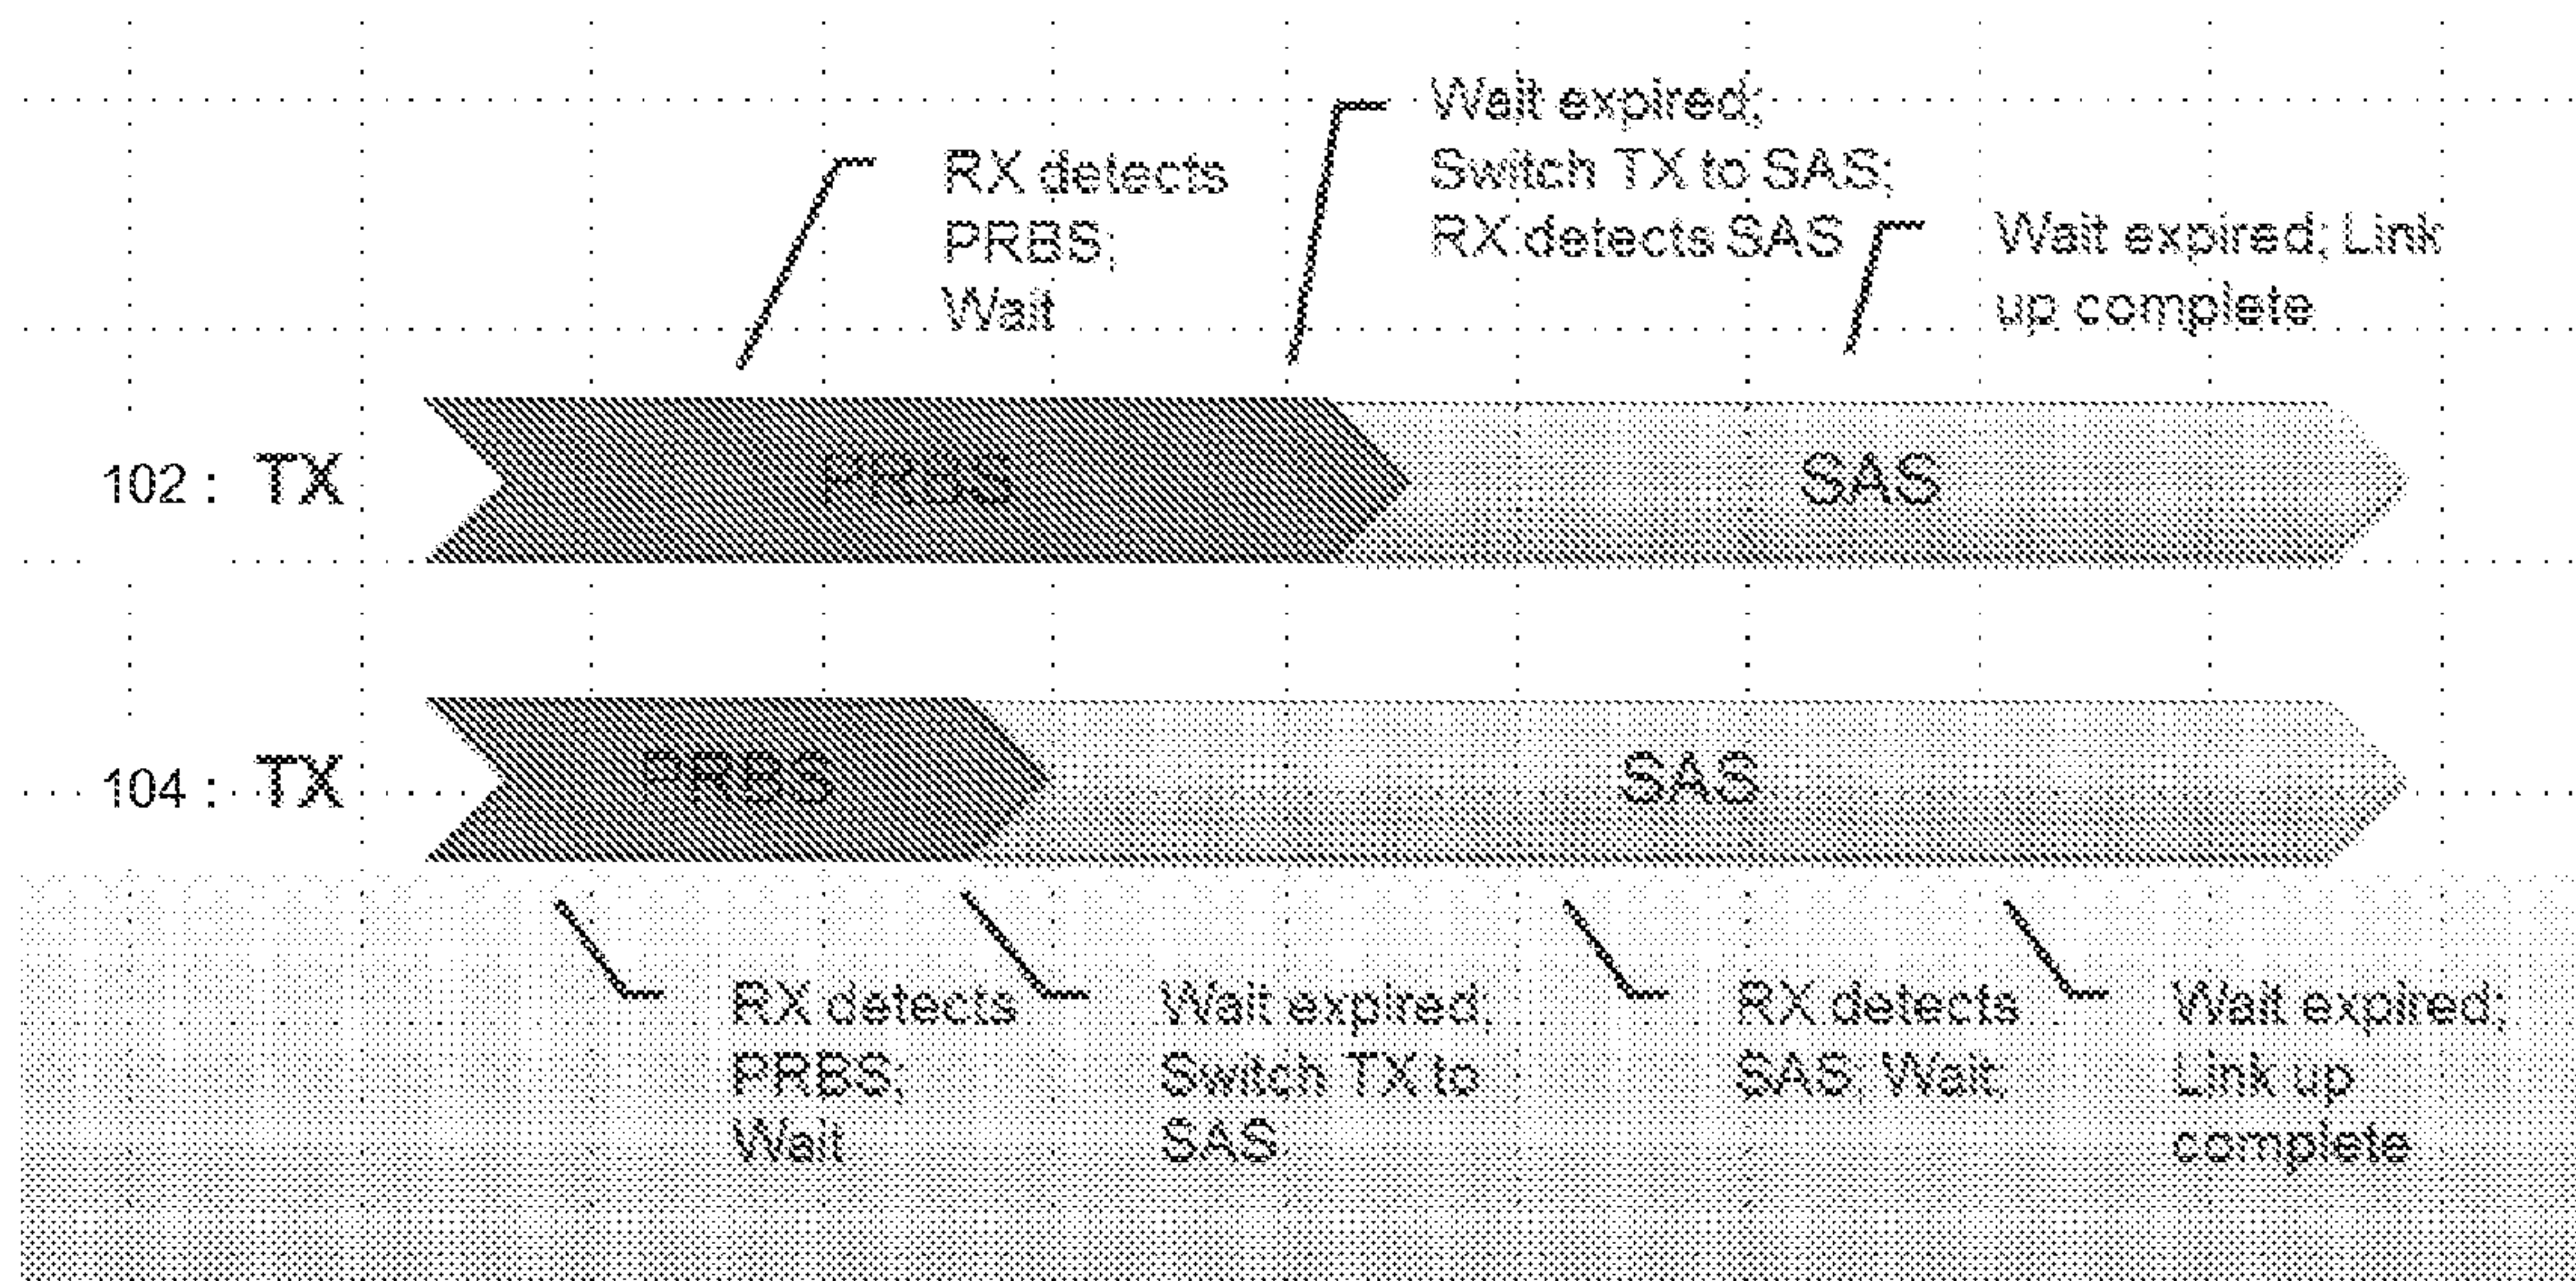 Wait expired;
Switch TX to SAS;
RX detects SAS
RX detects
PRBS;
Wait
Wait expired; Link
up complete
102 : TX
PRBS
SAS
104 : TX
PRBS
SAS
RX detects
PRBS;
Wait
Wait expired;
Switch TX to
SAS
RX detects
SAS; Wait;
Wait expired;
Link up
complete